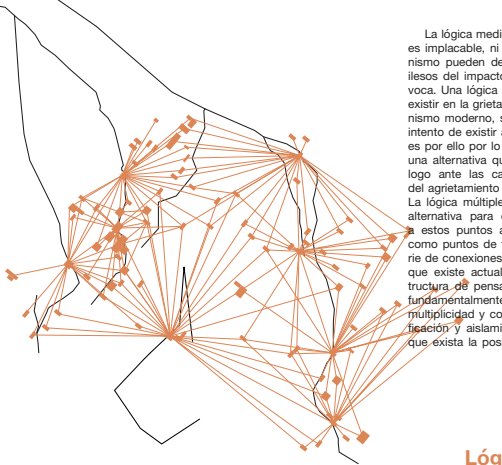 La lógica medi
es implacable, ni
nismo pueden de
ilesos del impacto
voca. Una lógica
existir en la grieta
nismo moderno, s
intento de existir a
es por ello por lo
una alternativa qu
logo ante las ca
del agrietamiento
La lógica múltiple
alternativa para
a estos puntos a
como puntos de
rie de conexiones
que existe actual
tructura de pensa
fundamentalmente
multiplicidad y co
ficación y aislami
que exista la pos
Lóg